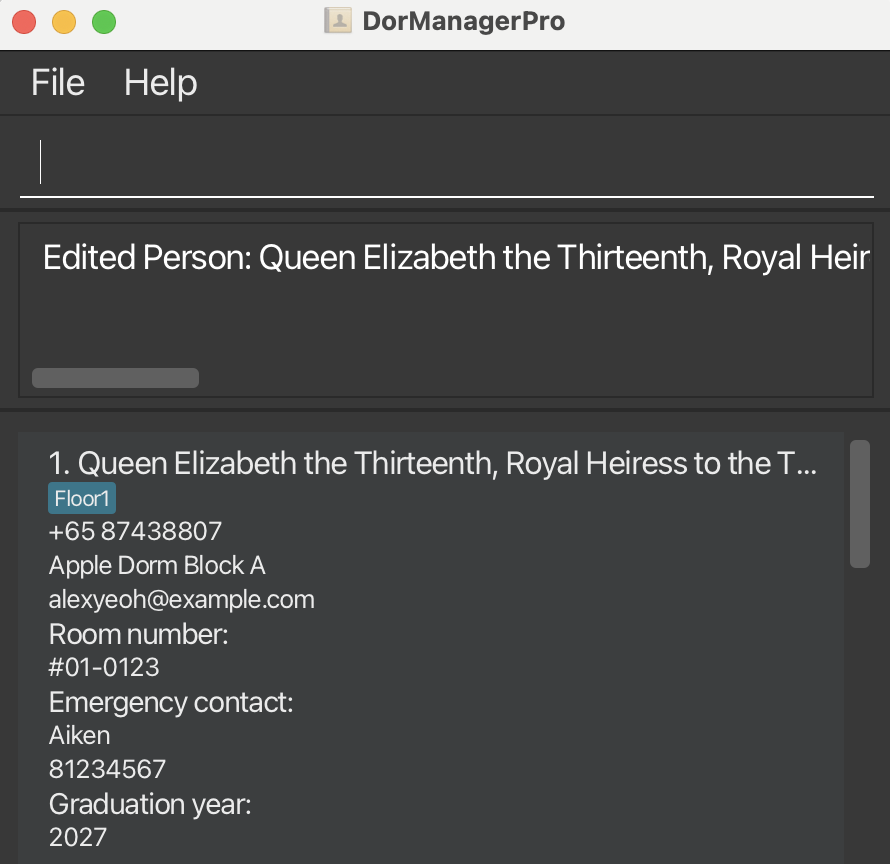 DorManagerPro
File Help
Edited Person: Queen Elizabeth the Thirteenth, Royal Heir
1. Queen Elizabeth the Thirteenth, Royal Heiress to the T...
Floor1
+65 87438807
Apple Dorm Block A
alexyeoh@example.com
Room number:
#01-0123
Emergency contact:
Aiken
81234567
Graduation year:
2027